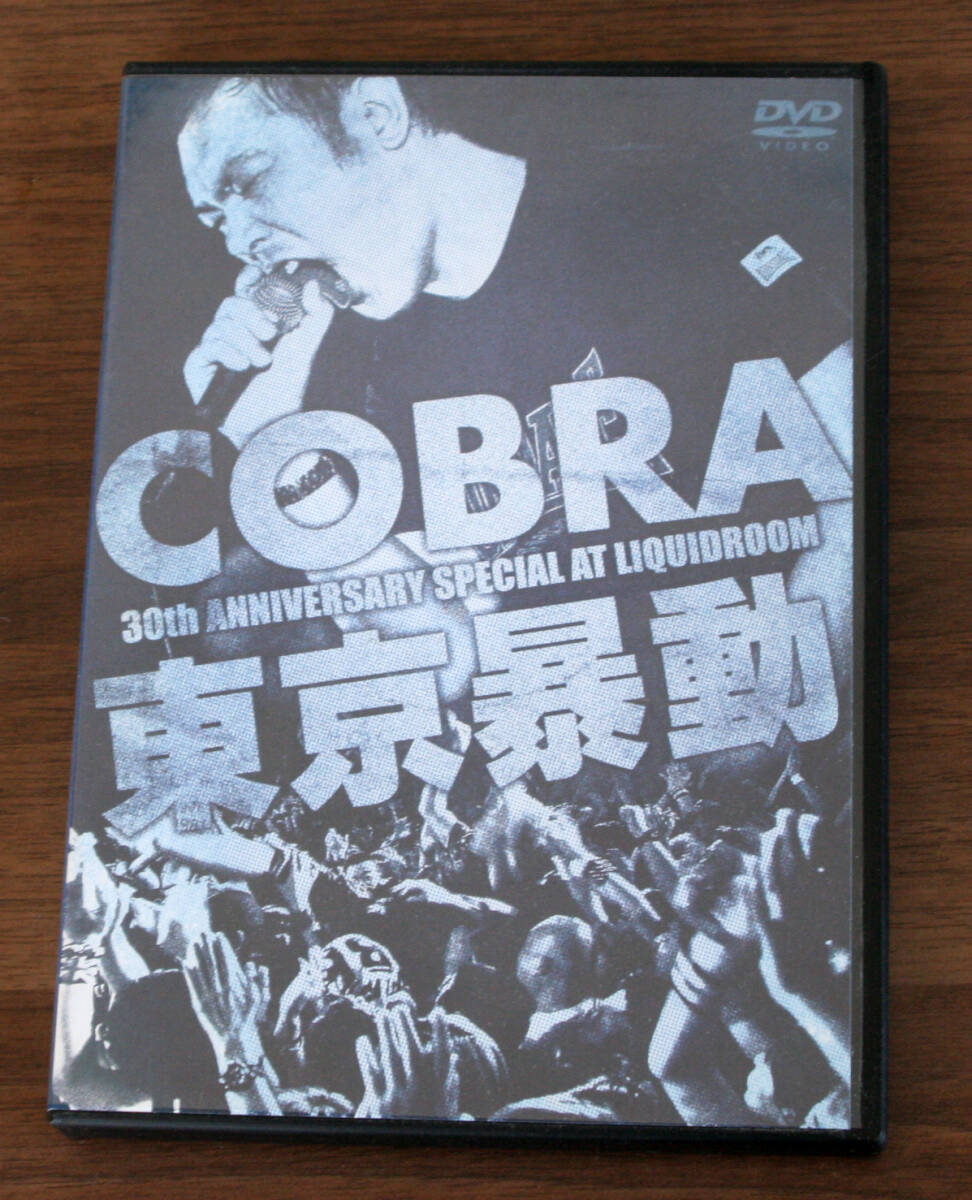 DVD
VIDEO
COBRA
30th ANNIVERSARY SPECIAL AT LIQUIDROOM
東京暴動